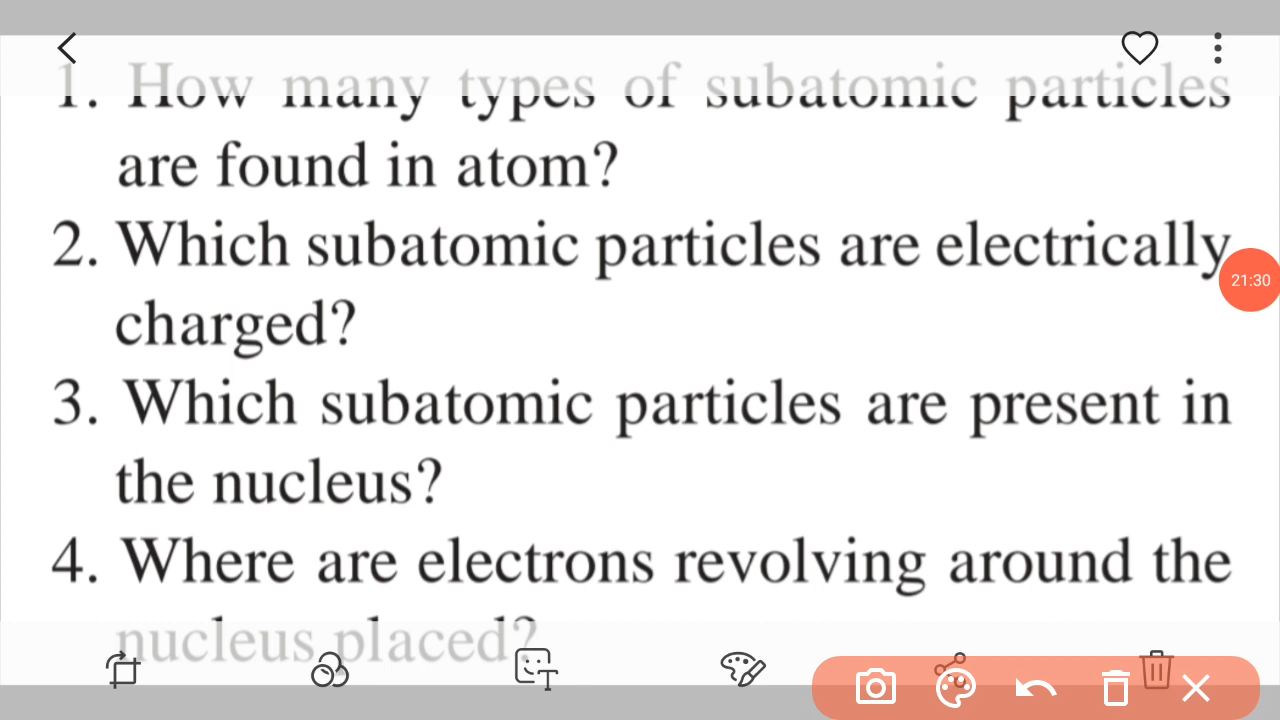 1. How many types of subatomic particles
are found in atom?
2. Which subatomic particles are electrically
charged?
21:30
3. Which subatomic particles are present in
the nucleus?
4. Where are electrons revolving around the
nucleus placed?